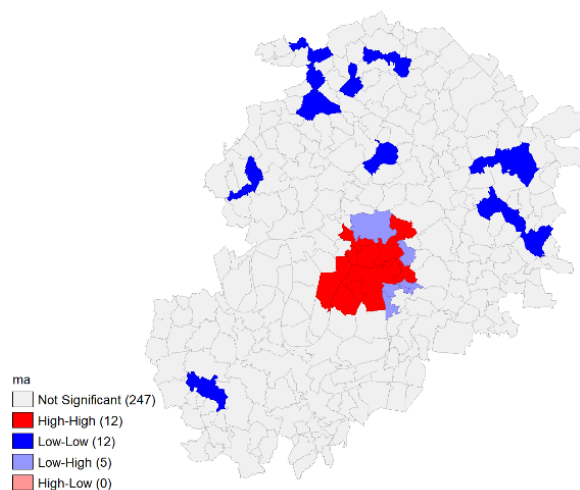 ma
Not Significant (247)
High-High (12)
Low-Low (12)
Low-High (5)
High-Low (0)